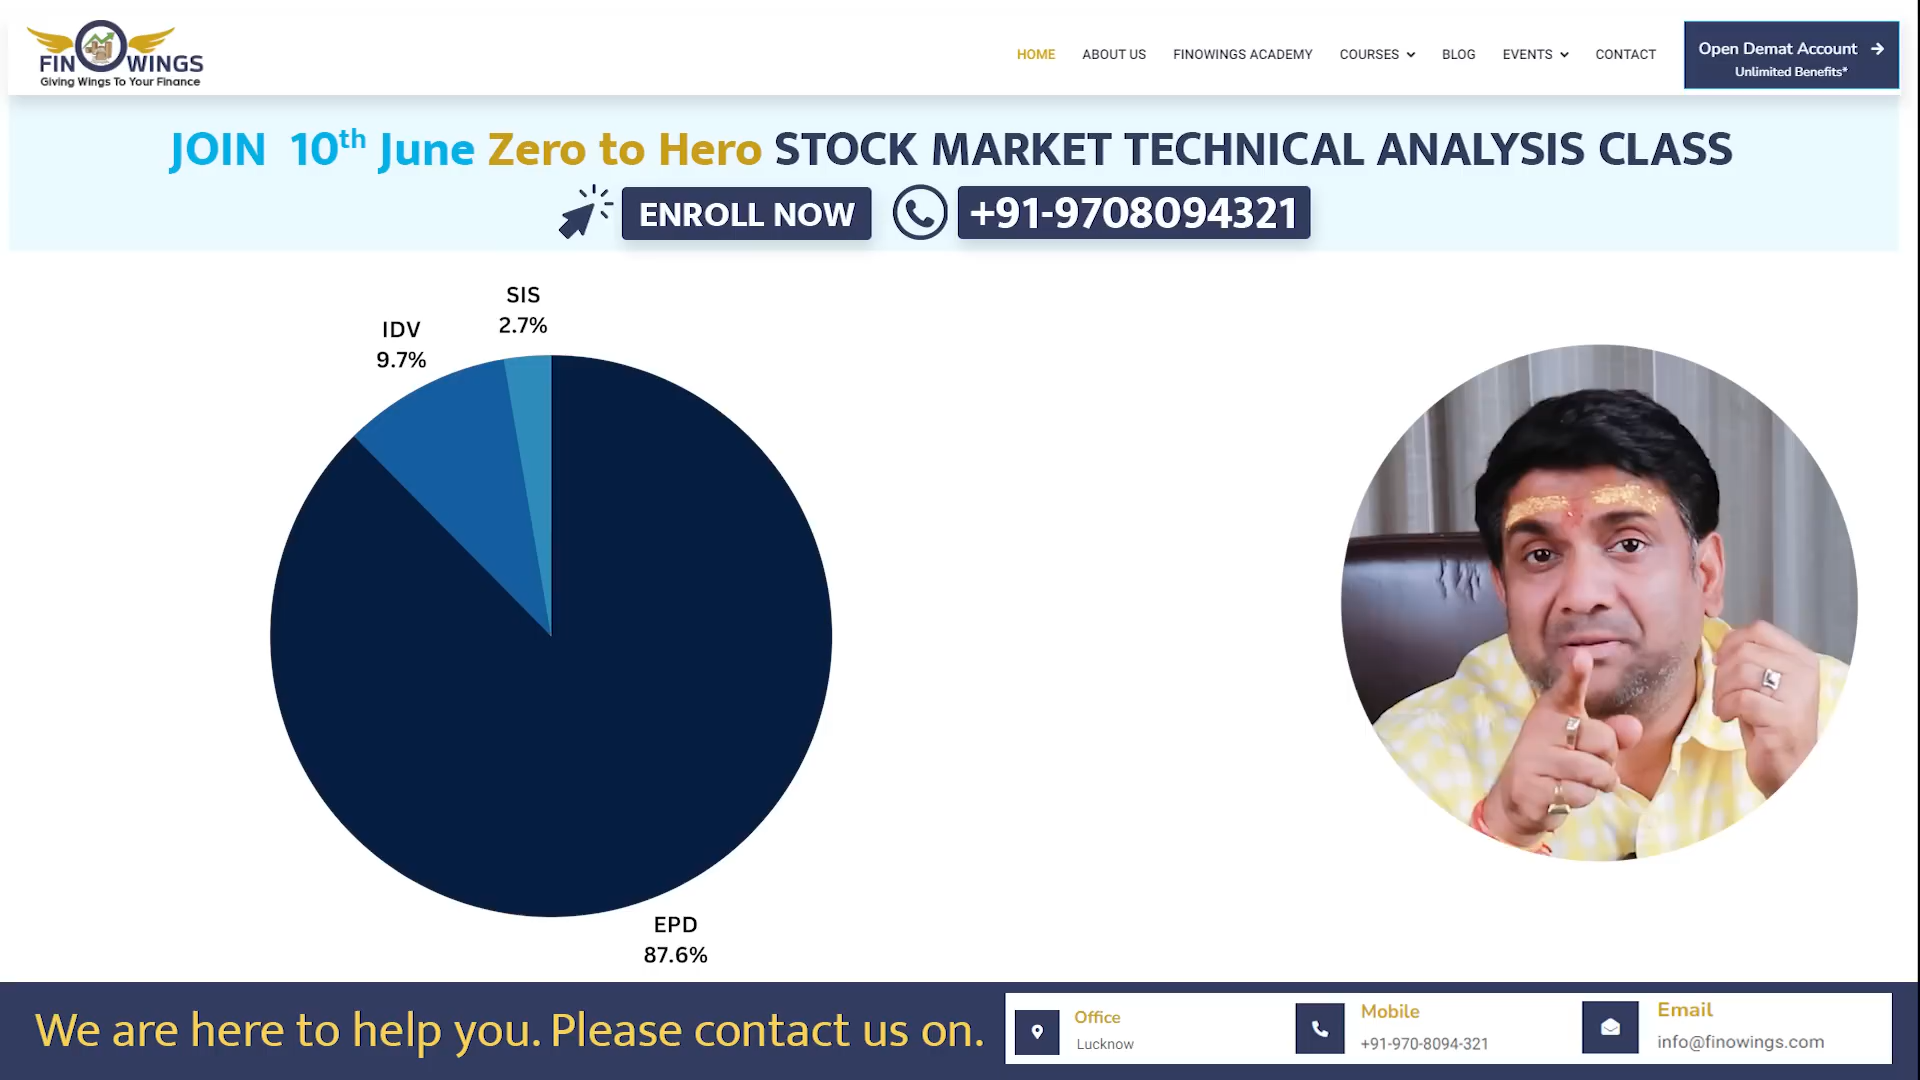 FINOWINGS
Giving Wings To Your Finance
HOME ABOUT US FINOWINGS ACADEMY COURSES BLOG EVENTS CONTACT
Open Demat Account
Unlimited Benefits*
JOIN 10th June Zero to Hero STOCK MARKET TECHNICAL ANALYSIS CLASS
ENROLL NOW +91-9708094321
SIS
2.7%
IDV
9.7%
EPD
87.6%
We are here to help you. Please contact us on.
Office
Lucknow
Mobile
+91-970-8094-321
Email
info@finowings.com